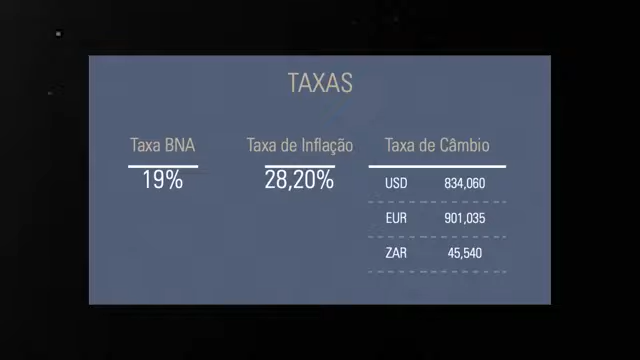 TAXAS
Taxa BNA
19%
Taxa de Inflação
28,20%
Taxa de Câmbio
USD 834,060
EUR 901,035
ZAR 45,540